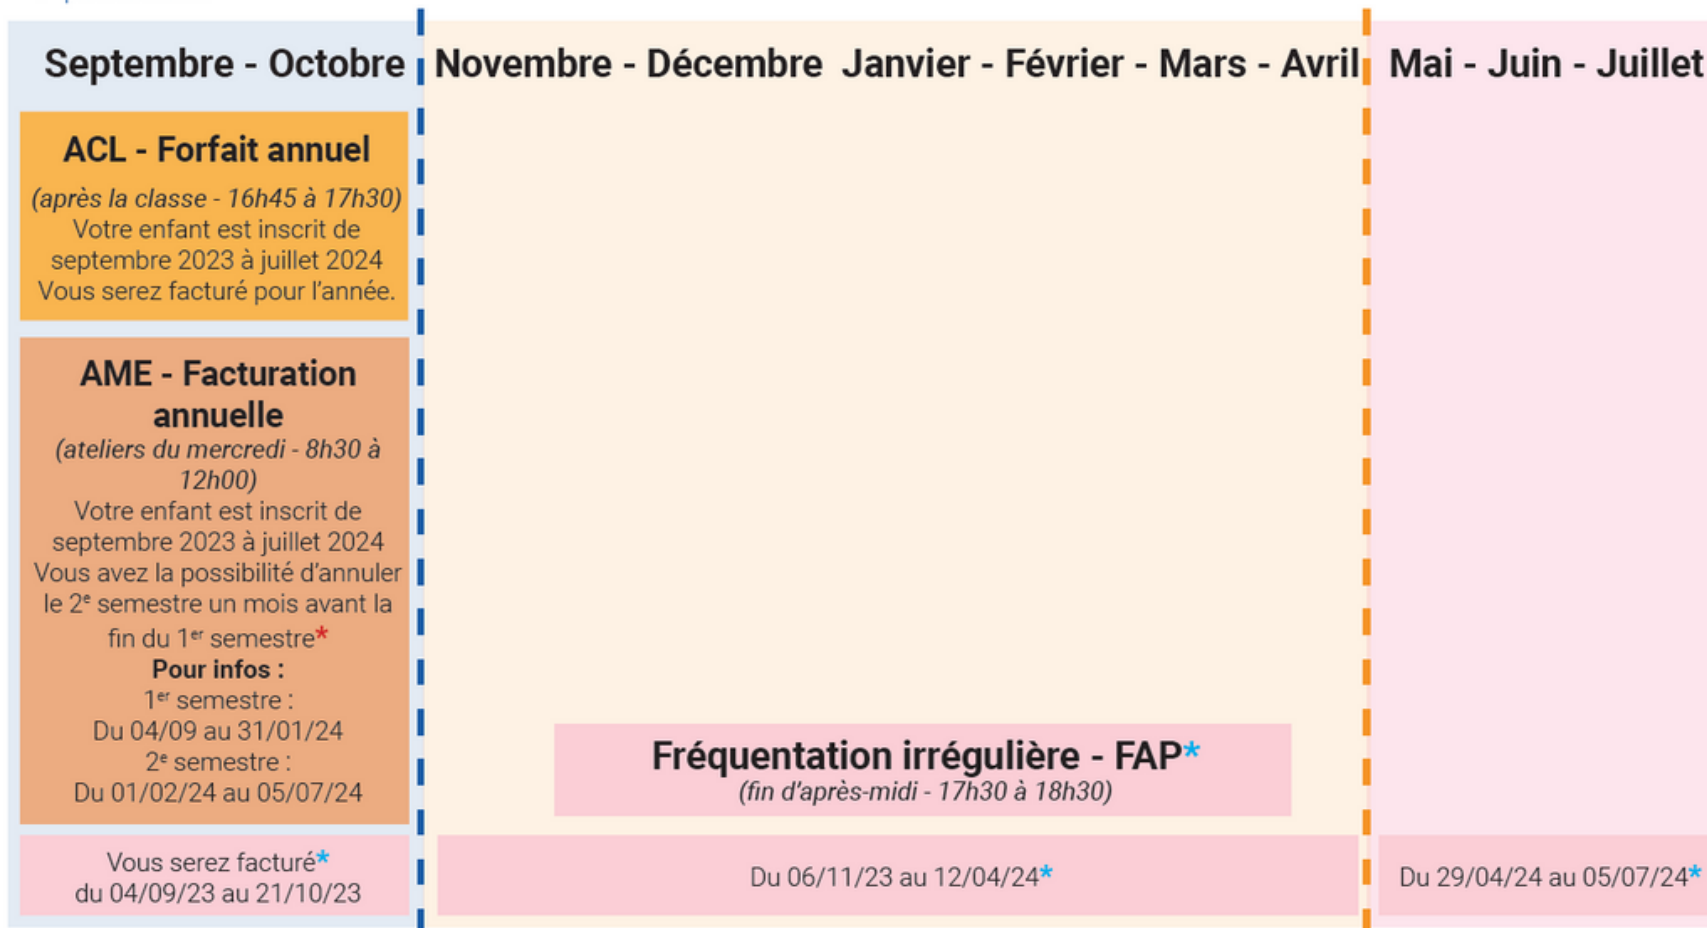 Septembre - Octobre
Novembre - Décembre Janvier - Février - Mars - Avril
Mai - Juin - Juillet
ACL - Forfait annuel
(après la classe - 16h45 à 17h30)
Votre enfant est inscrit de
septembre 2023 à juillet 2024
Vous serez facturé pour l'année.
AME - Facturation
annuelle
(ateliers du mercredi - 8h30 à
12h00)
Votre enfant est inscrit de
septembre 2023 à juillet 2024
Vous avez la possibilité d'annuler
le 2e semestre un mois avant la
fin du 1er semestre*
Pour infos :
1er semestre :
Du 04/09 au 31/01/24
2e semestre :
Du 01/02/24 au 05/07/24
Fréquentation irrégulière - FAP*
(fin d'après-midi - 17h30 à 18h30)
Vous serez facturé*
du 04/09/23 au 21/10/23
Du 06/11/23 au 12/04/24*
Du 29/04/24 au 05/07/24*